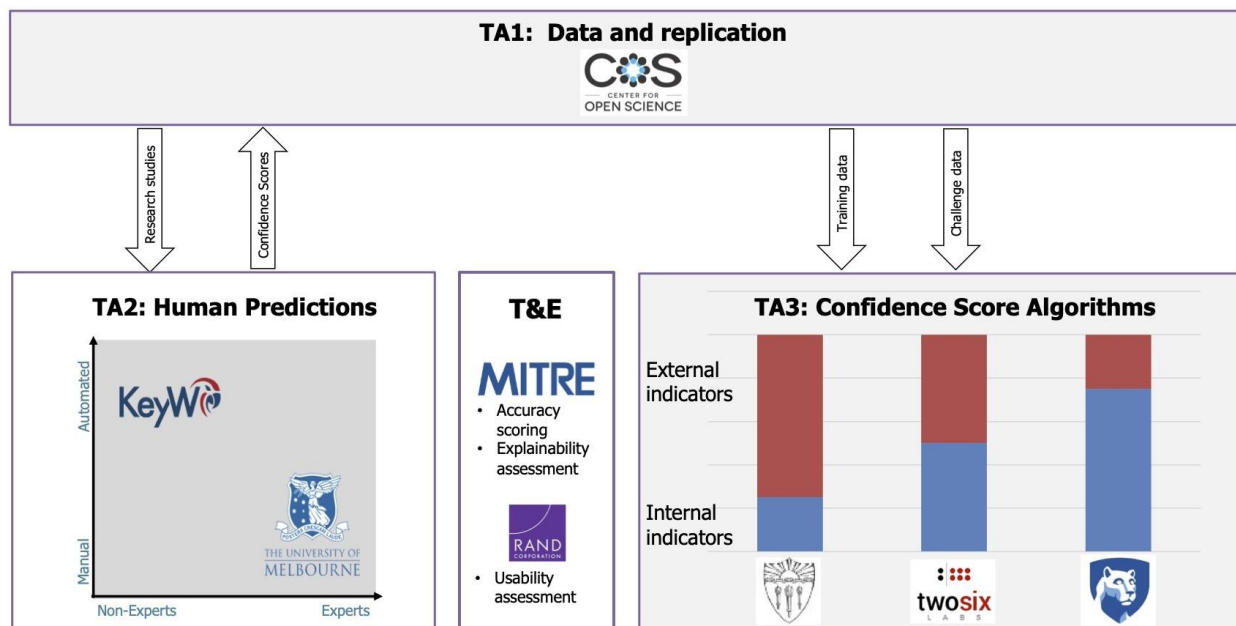 TA1:  Data and replication
COS
CENTER FOR
OPEN SCIENCE
Research studies
Confidence Scores
Training data
Challenge data
TA2: Human Predictions
Automated
Manual
KeyW
THE UNIVERSITY OF
MELBOURNE
Non-Experts
Experts
T&E
MITRE
• Accuracy
scoring
• Explainability
assessment
RAND
CORPORATION
• Usability
assessment
TA3: Confidence Score Algorithms
External
indicators
Internal
indicators
twosix
LABS